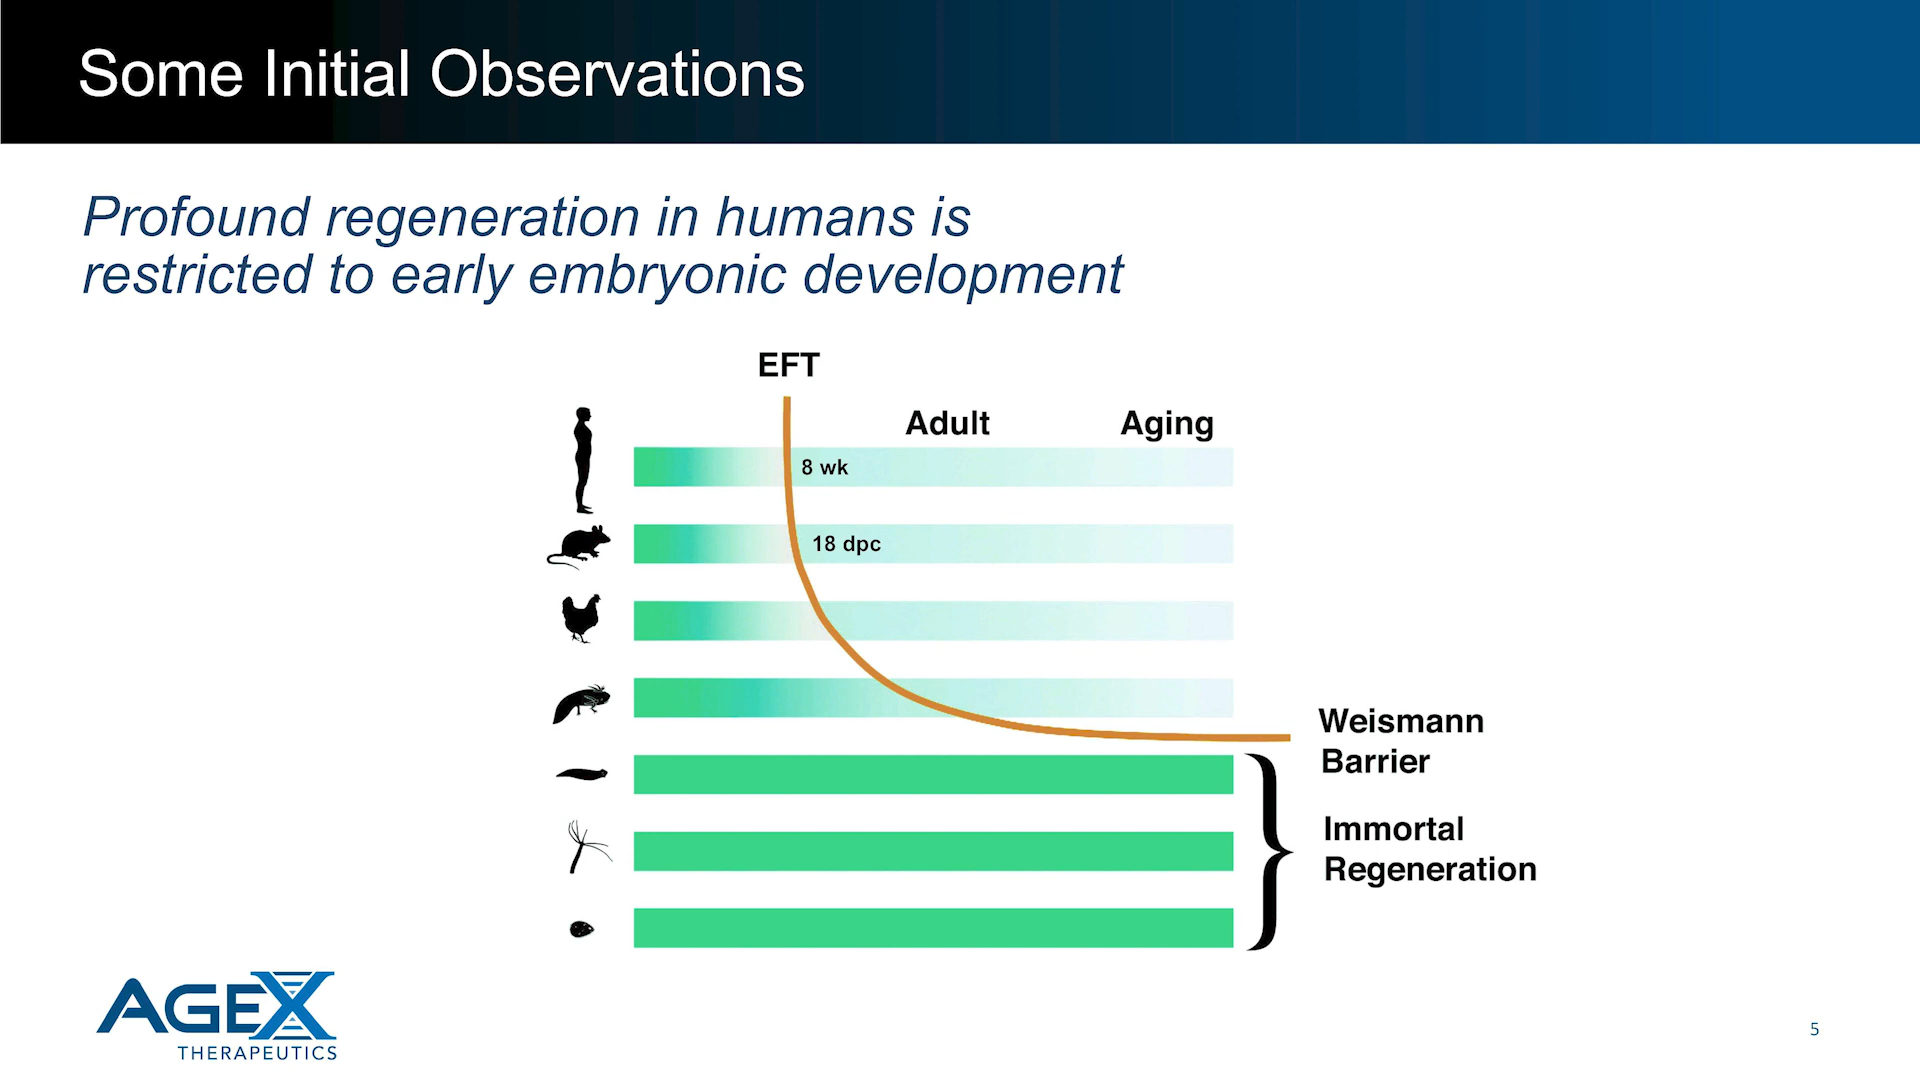 Some Initial Observations
Profound regeneration in humans is
restricted to early embryonic development
EFT
Adult
Aging
8 wk
18 dpc
Weismann
Barrier
Immortal
Regeneration
AGEX
THERAPEUTICS
5